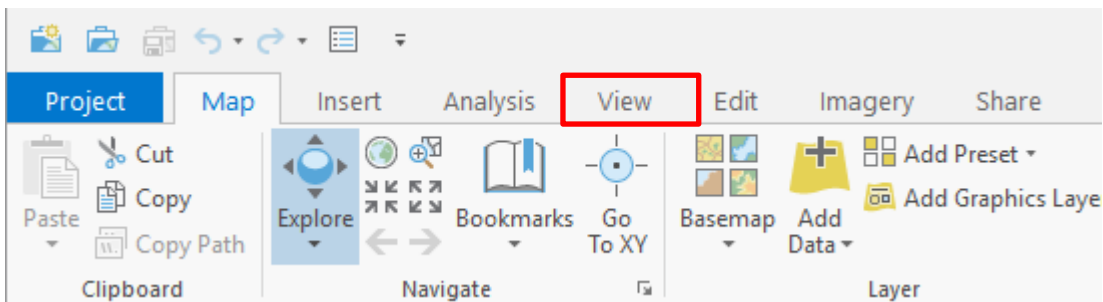 Project Map Insert Analysis View Edit Imagery Share
Cut Add Preset
Copy Add Graphics Laye
Paste Explore Bookmarks Go To XY Basemap Add Data
Copy Path
Clipboard Navigate Layer